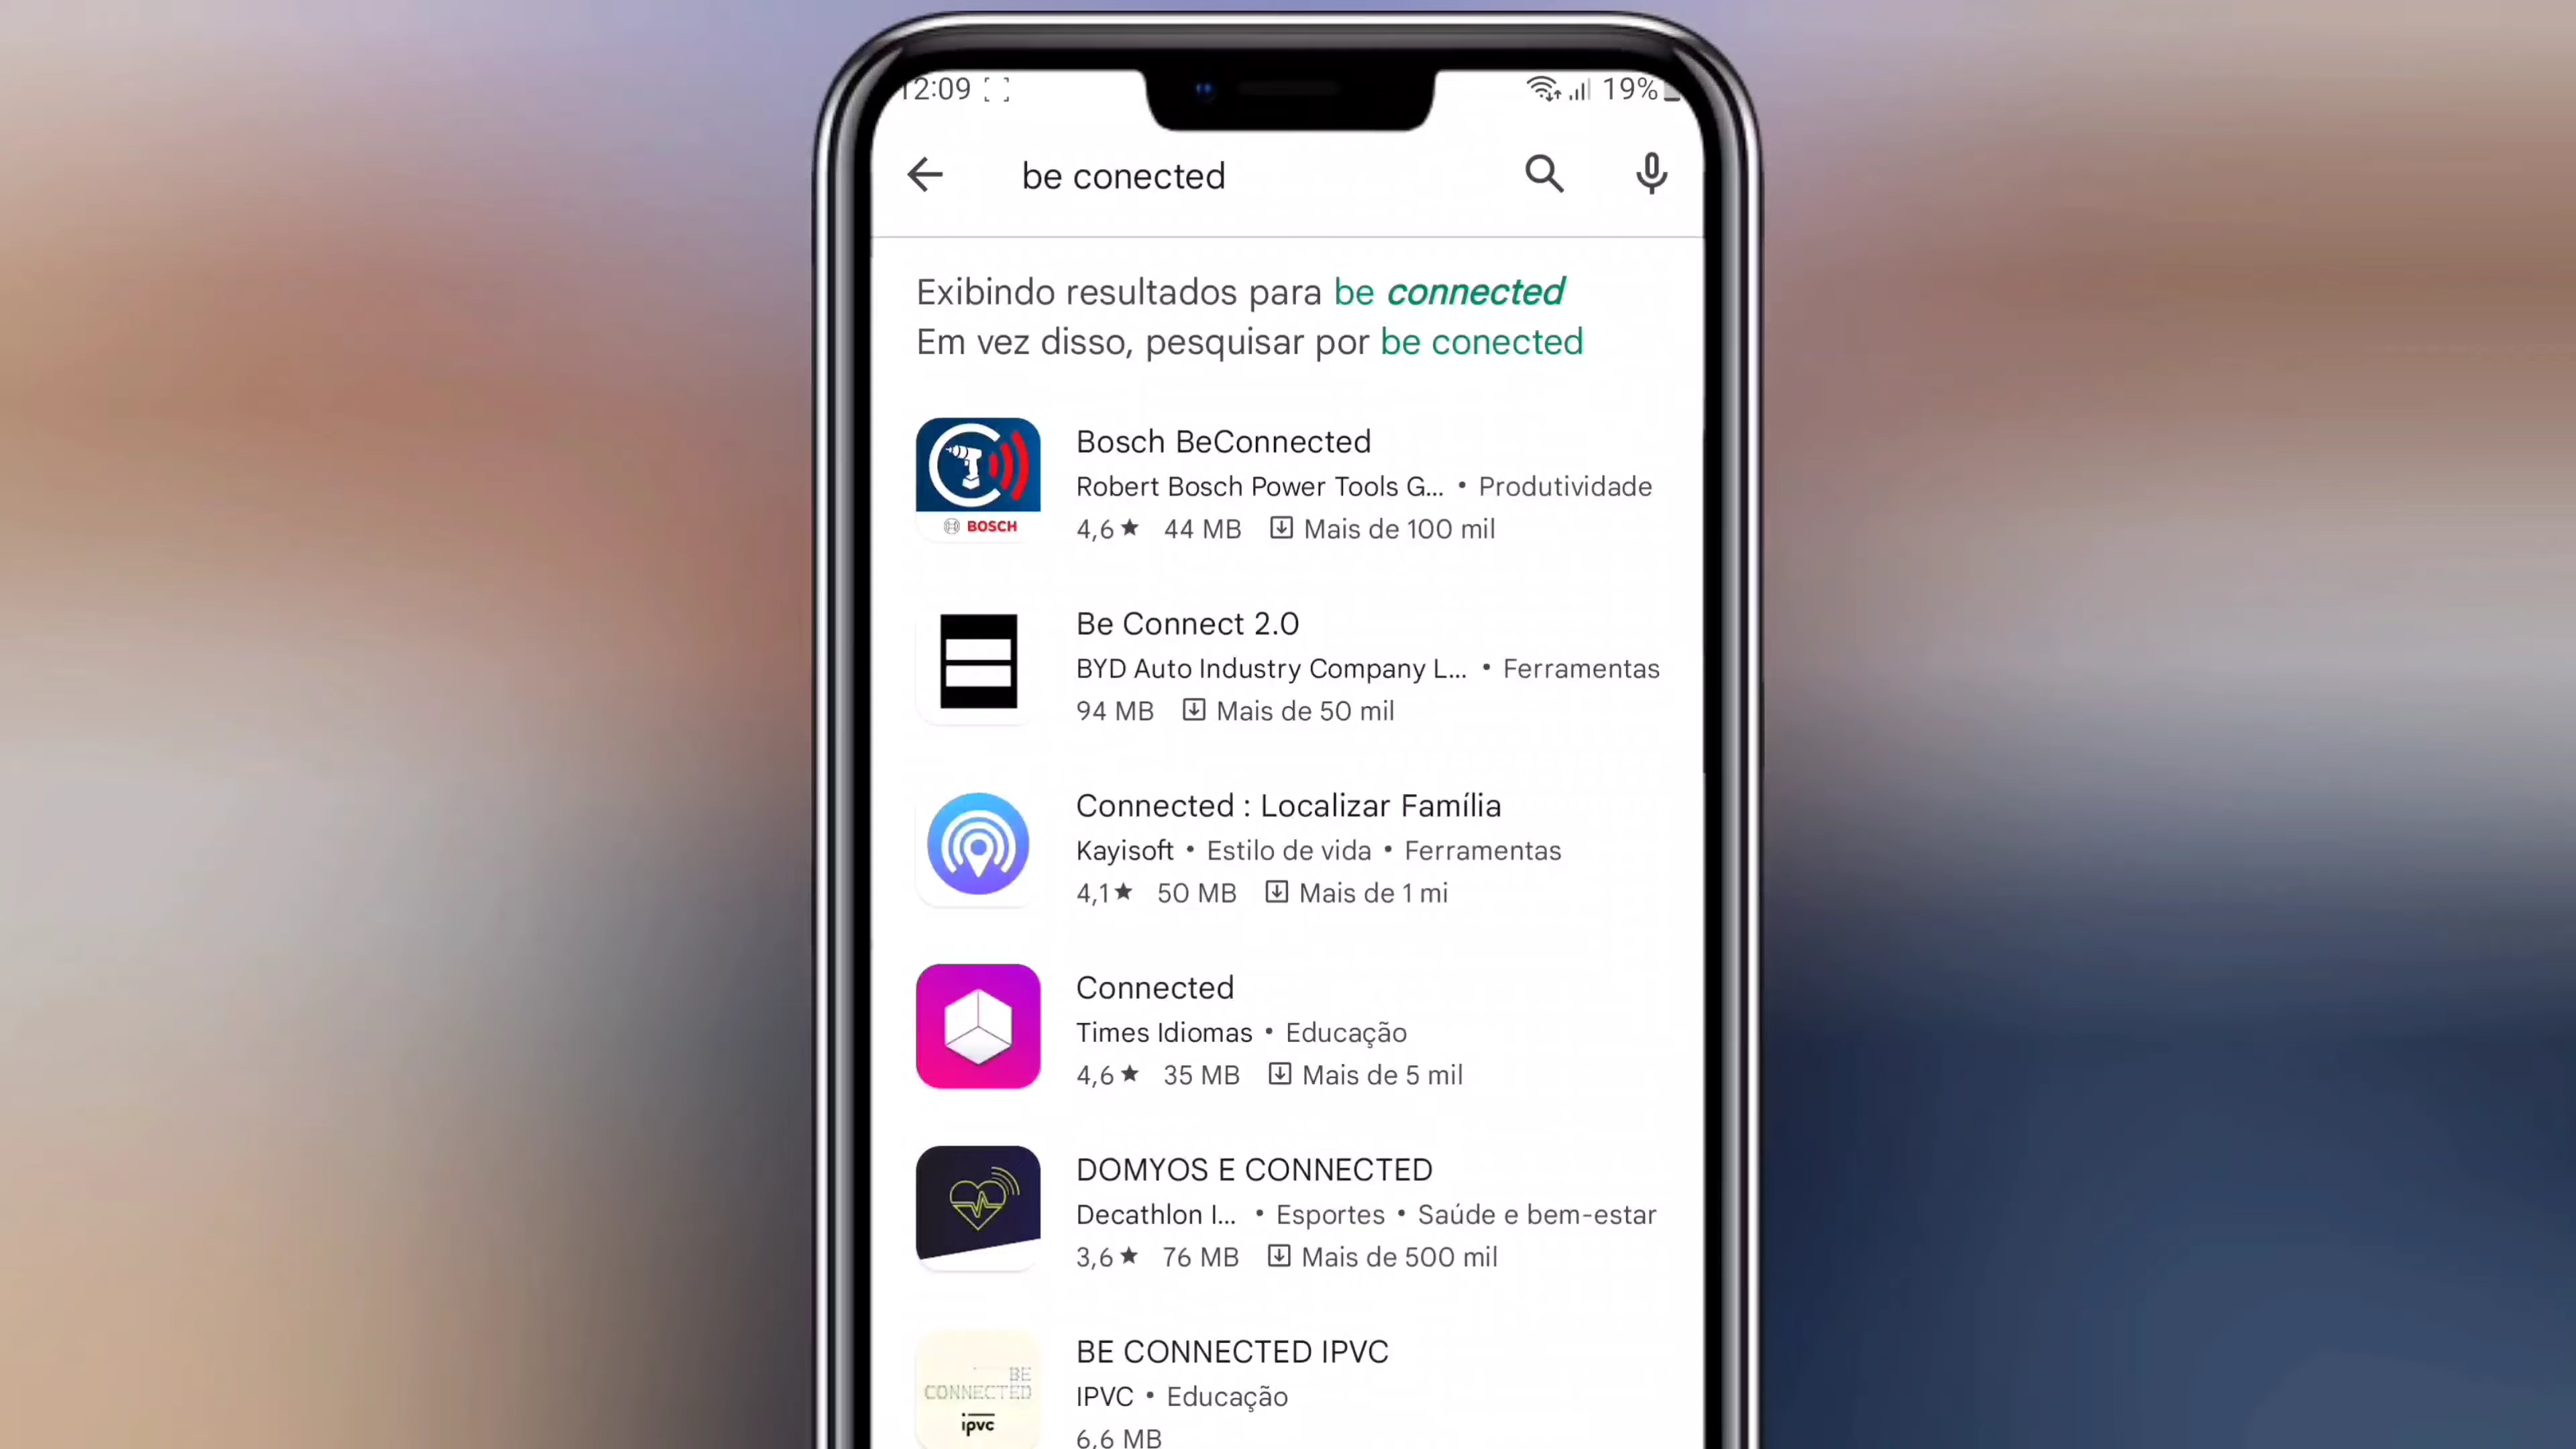 12:09
19%
be conected
Exibindo resultados para be connected
Em vez disso, pesquisar por be conected
BOSCH
Bosch BeConnected
Robert Bosch Power Tools G... • Produtividade
4,6★ 44 MB Mais de 100 mil
Be Connect 2.0
BYD Auto Industry Company L... • Ferramentas
94 MB Mais de 50 mil
Connected : Localizar Família
Kayisoft • Estilo de vida • Ferramentas
4,1★ 50 MB Mais de 1 mi
Connected
Times Idiomas • Educação
4,6★ 35 MB Mais de 5 mil
DOMYOS E CONNECTED
Decathlon I... • Esportes • Saúde e bem-estar
3,6★ 76 MB Mais de 500 mil
BE
CONNECTED
ipvc
BE CONNECTED IPVC
IPVC • Educação
6,6 MB